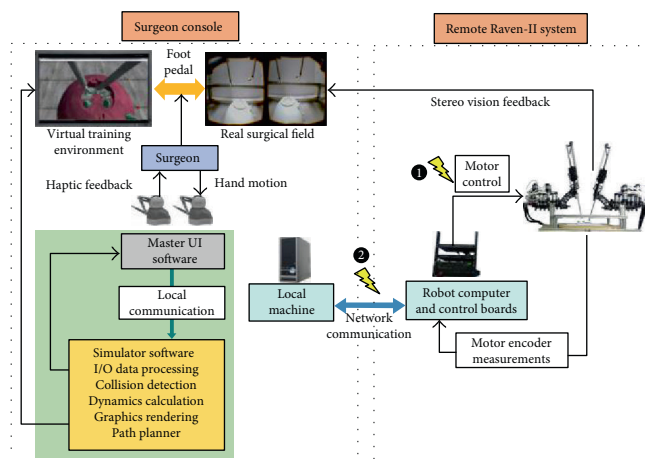 Surgeon console
Remote Raven-II system
Foot
pedal
Virtual training
environment
Real surgical field
Stereo vision feedback
Surgeon
Haptic feedback
Hand motion
1
Motor
control
Master UI
software
Local
communication
2
Local
machine
Network
communication
Robot computer
and control boards
Motor encoder
measurements
Simulator software
I/O data processing
Collision detection
Dynamics calculation
Graphics rendering
Path planner